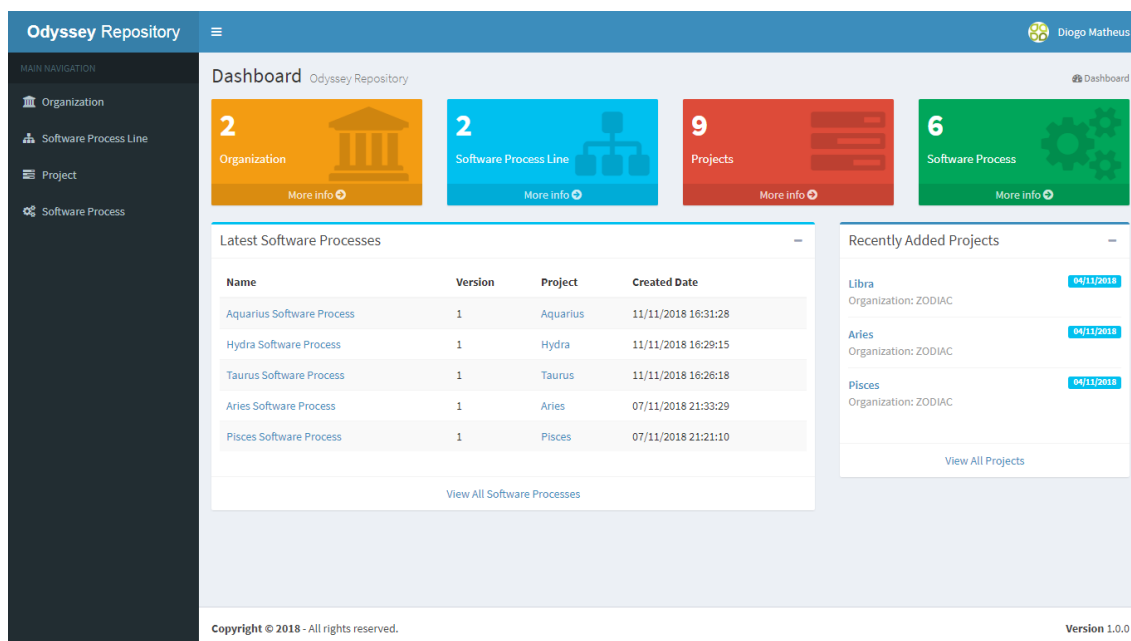 Odyssey Repository
Diogo Matheus
MAIN NAVIGATION
Organization
Software Process Line
Project
Software Process
Dashboard Odyssey Repository
Dashboard
2
Organization
More info
2
Software Process Line
More info
9
Projects
More info
6
Software Process
More info
Latest Software Processes
Name Version Project Created Date
Aquarius Software Process 1 Aquarius 11/11/2018 16:31:28
Hydra Software Process 1 Hydra 11/11/2018 16:29:15
Taurus Software Process 1 Taurus 11/11/2018 16:26:18
Aries Software Process 1 Aries 07/11/2018 21:33:29
Pisces Software Process 1 Pisces 07/11/2018 21:21:10
View All Software Processes
Recently Added Projects
Libra 04/11/2018
Organization: ZODIAC
Aries 04/11/2018
Organization: ZODIAC
Pisces 04/11/2018
Organization: ZODIAC
View All Projects
Copyright © 2018 - All rights reserved.
Version 1.0.0